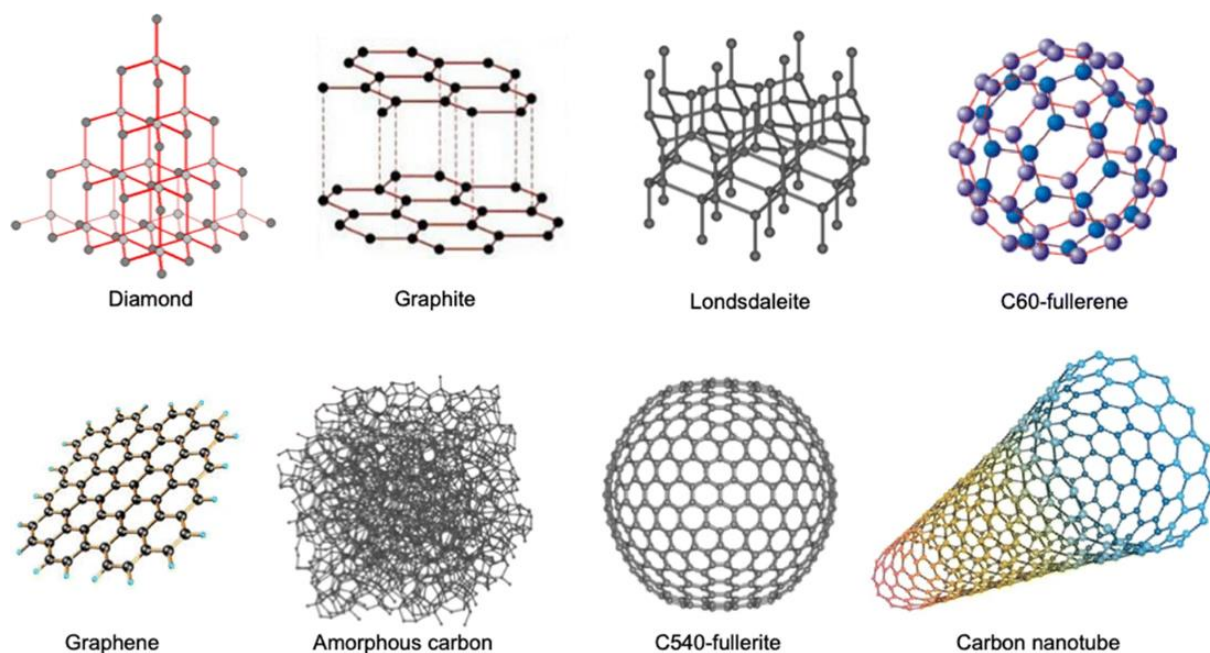 Diamond
Graphite
Londsdaleite
C60-fullerene
Graphene
Amorphous carbon
C540-fullerite
Carbon nanotube